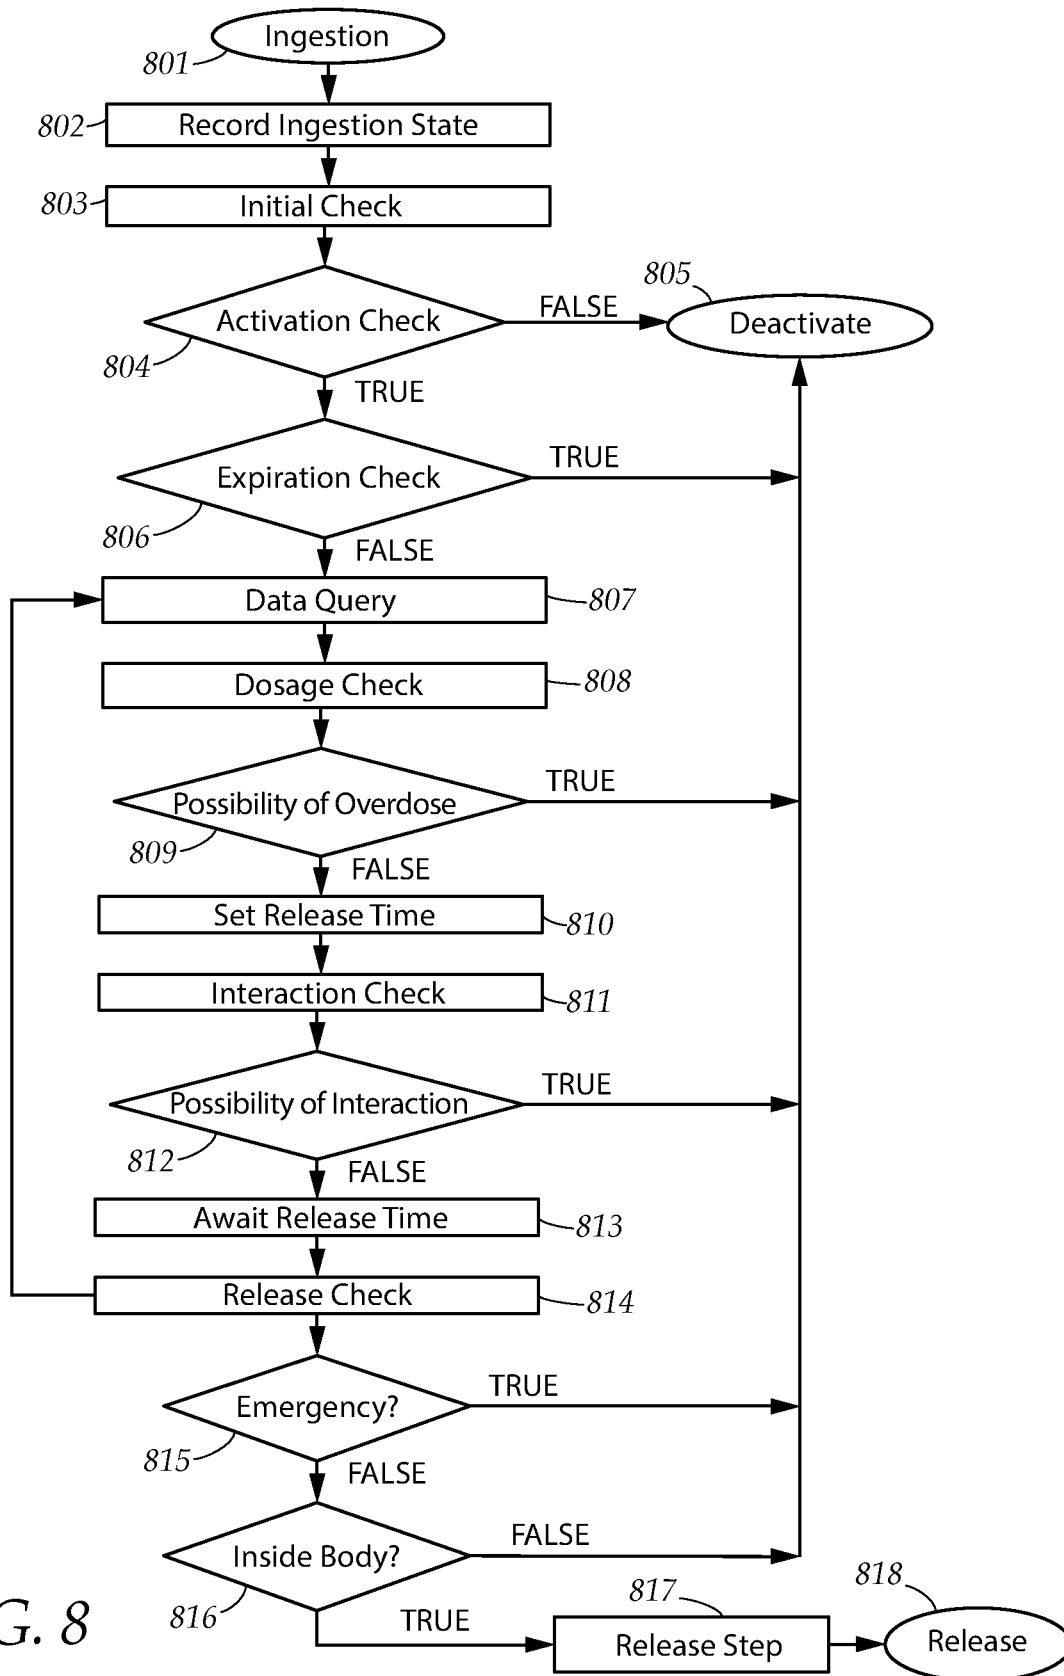 Ingestion
801
802
Record Ingestion State
803
Initial Check
805
Activation Check
FALSE
Deactivate
804
TRUE
Expiration Check
TRUE
806
FALSE
Data Query
807
Dosage Check
808
Possibility of Overdose
TRUE
809
FALSE
Set Release Time
810
Interaction Check
811
Possibility of Interaction
TRUE
812
FALSE
Await Release Time
813
Release Check
814
Emergency?
TRUE
815
FALSE
Inside Body?
FALSE
816
TRUE
817
Release Step
818
Release
G. 8